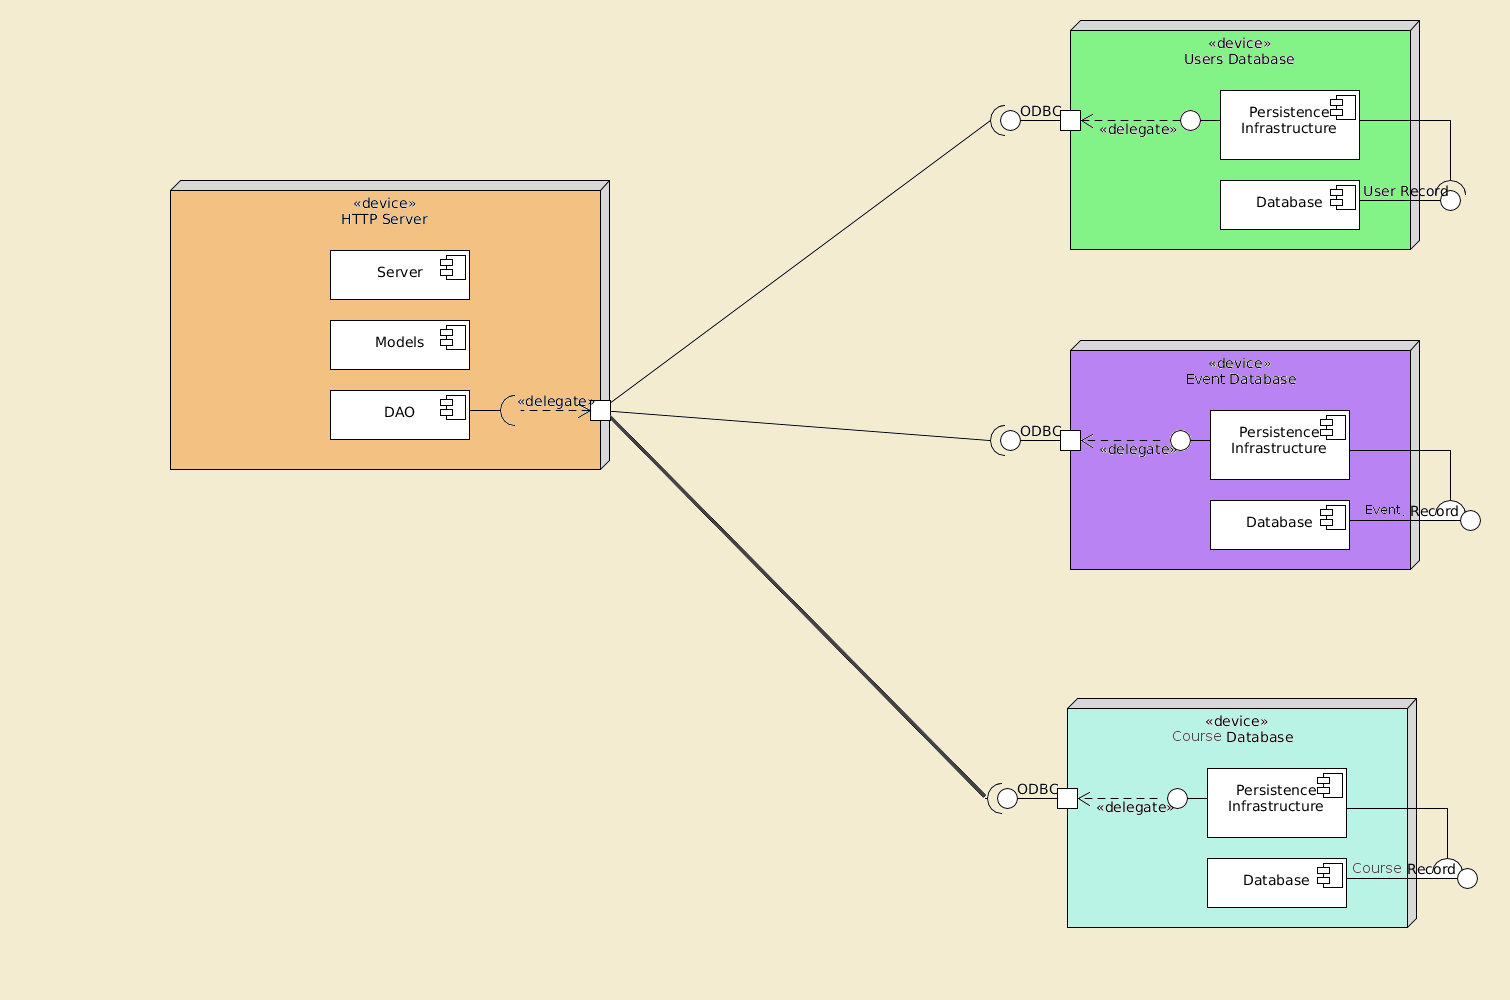 «device»
HTTP Server
Server
Models
DAO
«delegate»
«device»
Users Database
ODBC
«delegate»
Persistence
Infrastructure
Database
User Record
«device»
Event Database
ODBC
«delegate»
Persistence
Infrastructure
Database
Event. Record
«device»
Course Database
ODBC
«delegate»
Persistence
Infrastructure
Database
Course Record